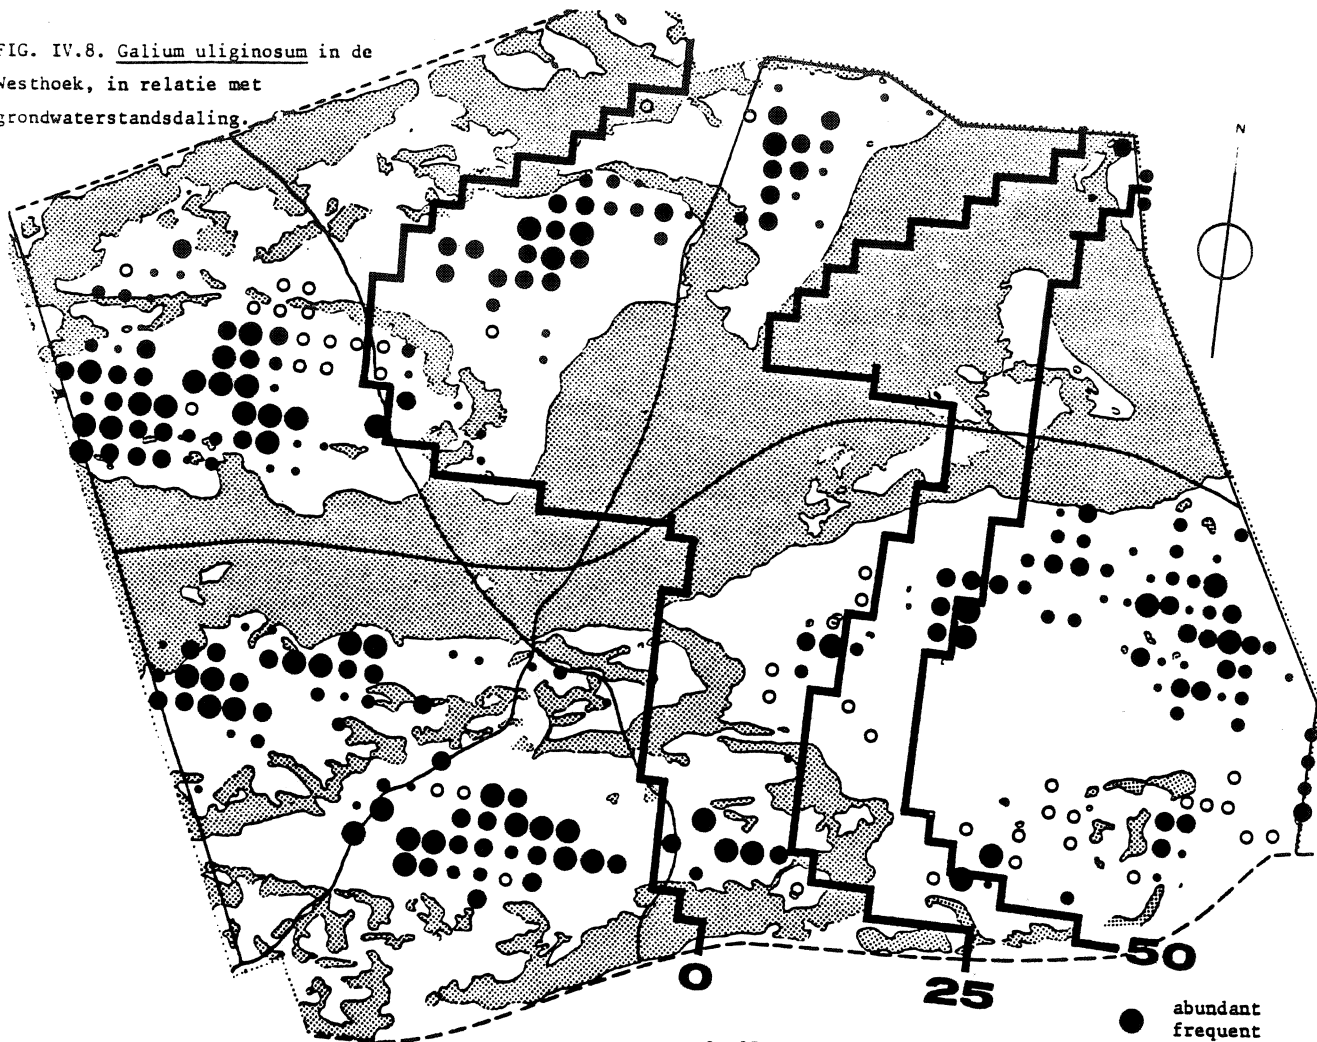 FIG. IV.8. Galium uliginosum in de
Westhoek, in relatie met
grondwaterstandsdaling.
N
0
25
50
abundant
frequent